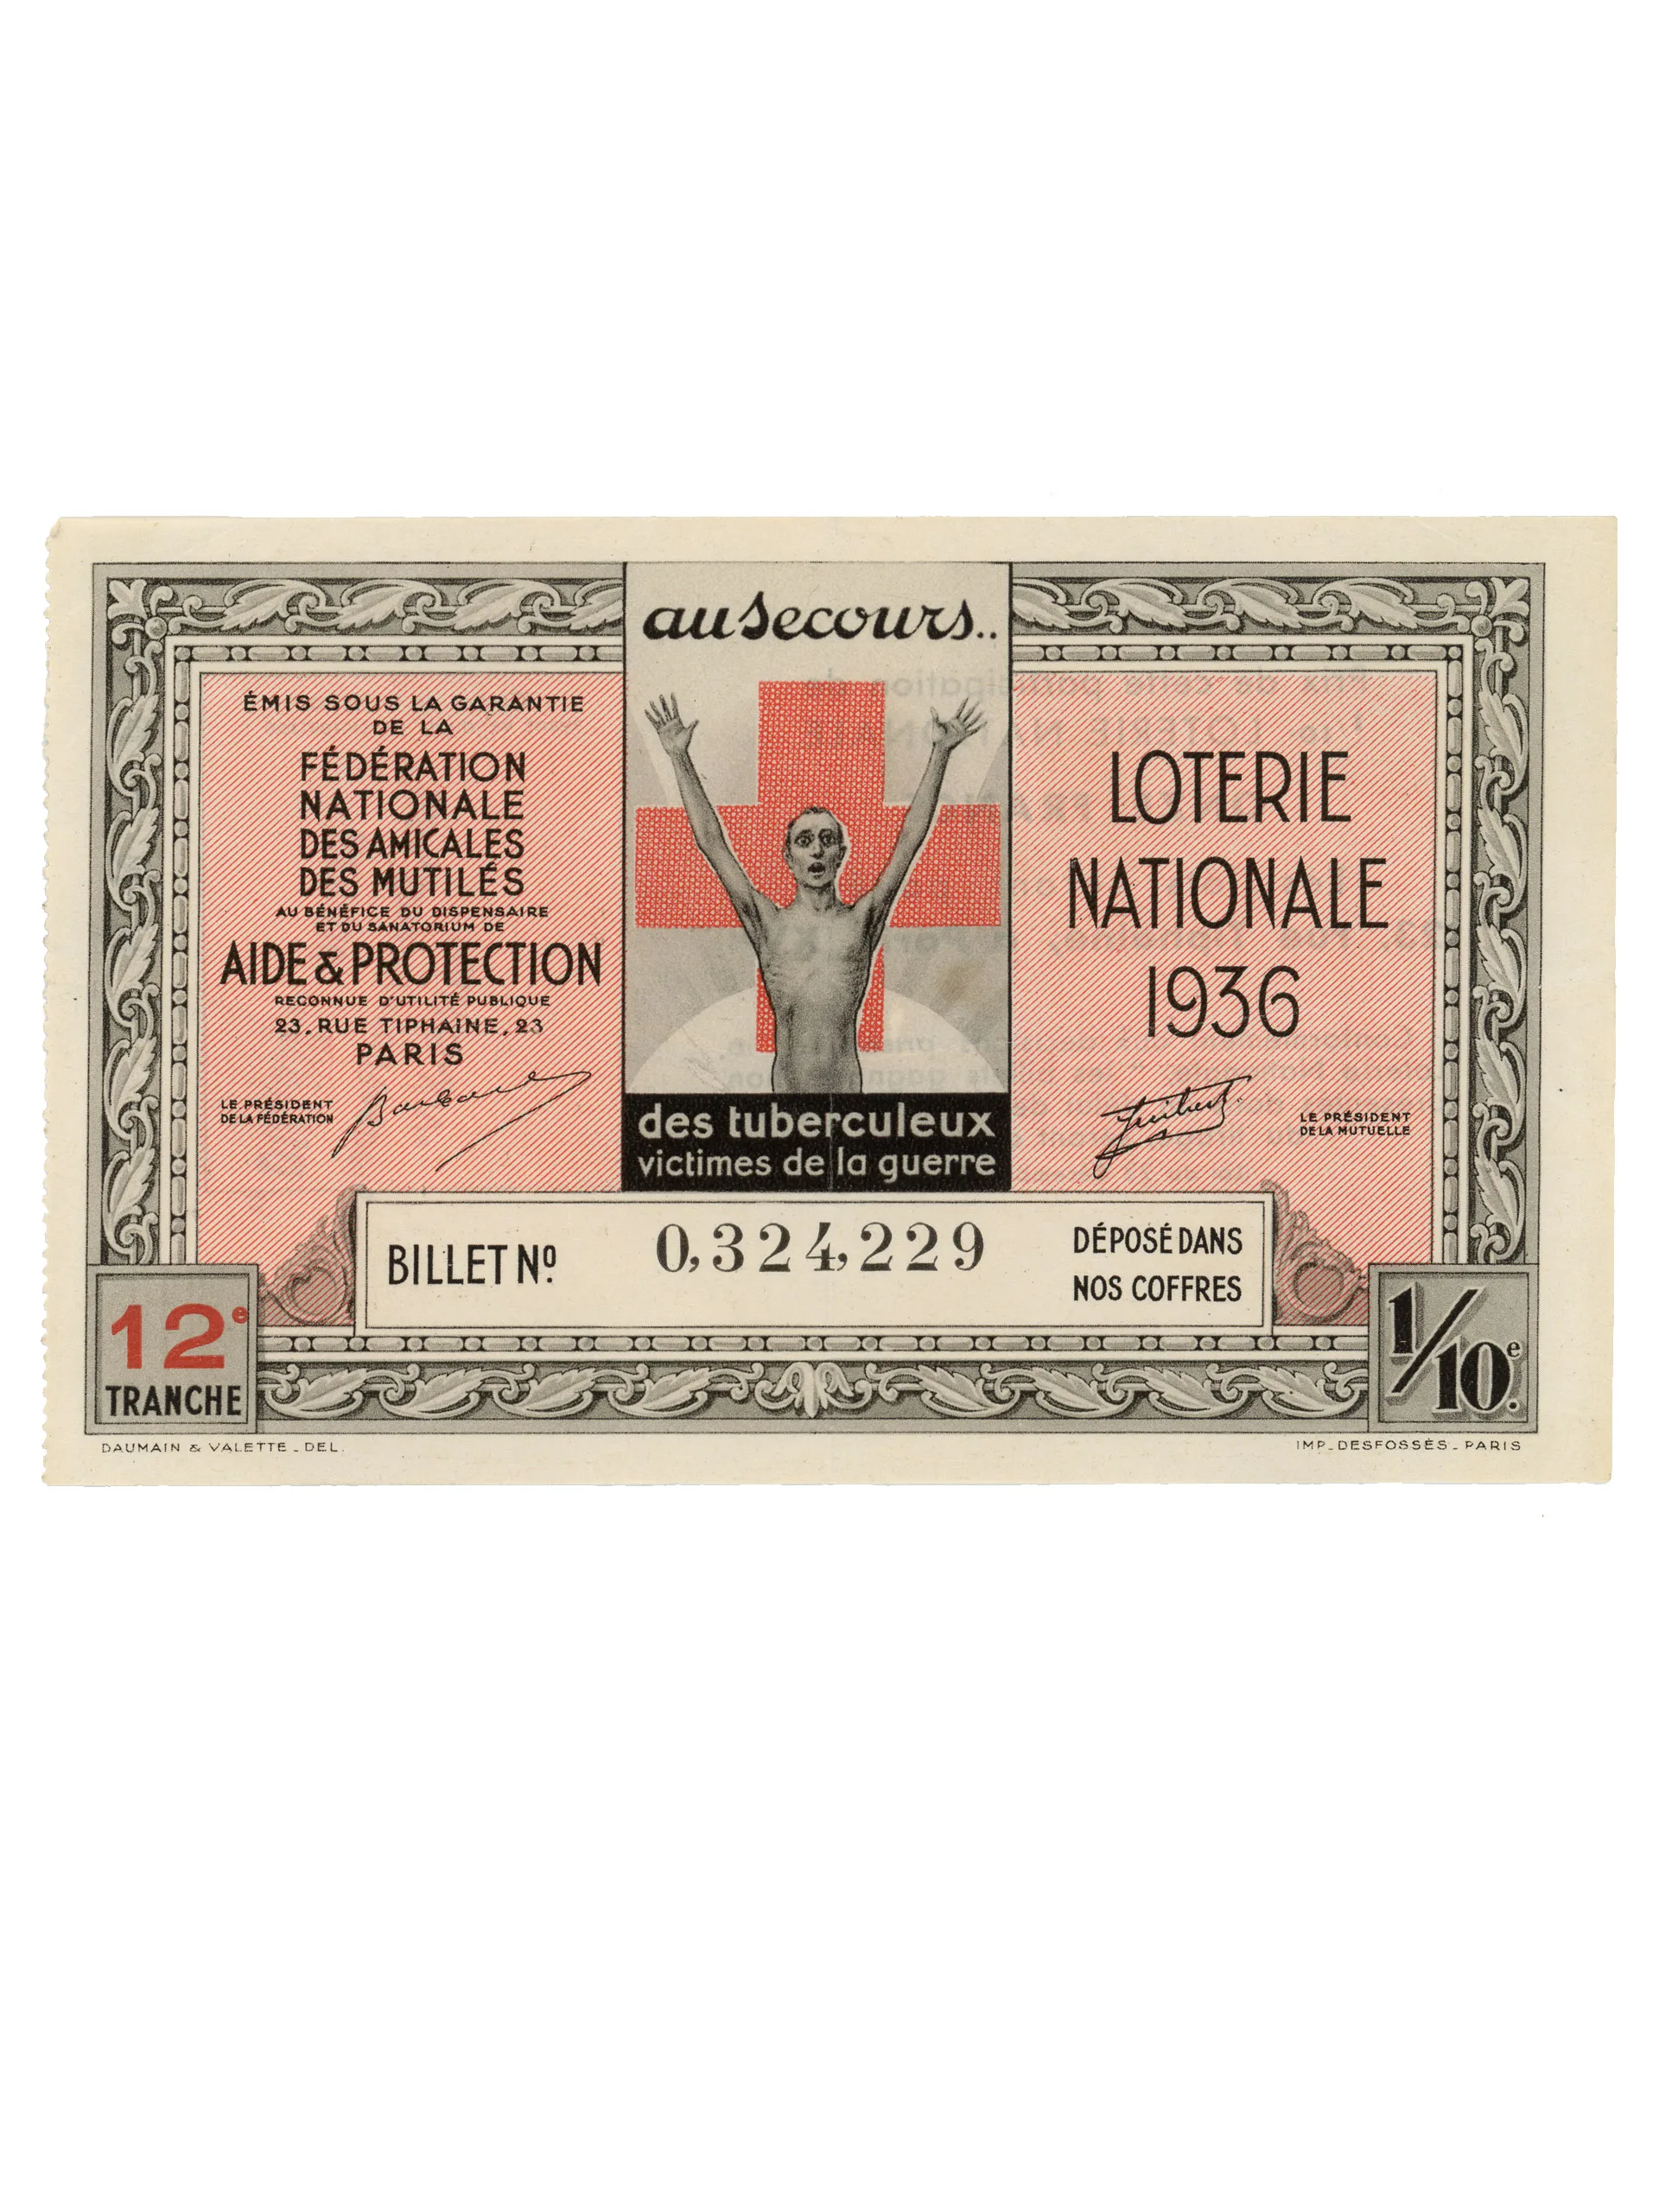 au secours..
ÉMIS SOUS LA GARANTIE
DE LA
FÉDÉRATION
NATIONALE
DES AMICALES
DES MUTILÉS
AU BÉNÉFICE DU DISPENSAIRE
ET DU SANATORIUM DE
AIDE & PROTECTION
RECONNUE D'UTILITÉ PUBLIQUE
23, RUE TIPHAINE, 23
PARIS
LE PRÉSIDENT
DE LA FÉDÉRATION
des tuberculeux
victimes de la guerre
LOTERIE
NATIONALE
1936
LE PRÉSIDENT
DE LA MUTUELLE
BILLET Nº 0,324,229
DÉPOSÉ DANS
NOS COFFRES
12e
TRANCHE
1/10e.
DAUMAIN & VALETTE _ DEL.
IMP_DESFOSSÉS_PARIS